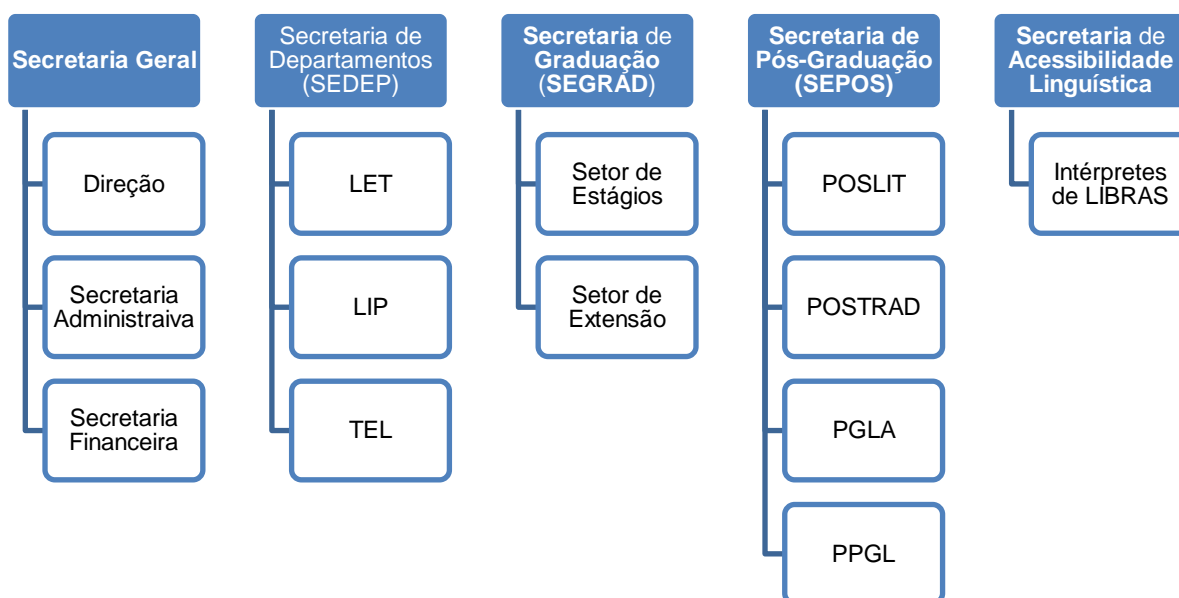 Secretaria Geral
Direção
Secretaria
Administraiva
Secretaria
Financeira
Secretaria de
Departamentos
(SEDEP)
LET
LIP
TEL
Secretaria de
Graduação
(SEGRAD)
Setor de
Estágios
Setor de
Extensão
Secretaria de
Pós-Graduação
(SEPOS)
POSLIT
POSTRAD
PGLA
PPGL
Secretaria de
Acessibilidade
Linguística
Intérpretes
de LIBRAS